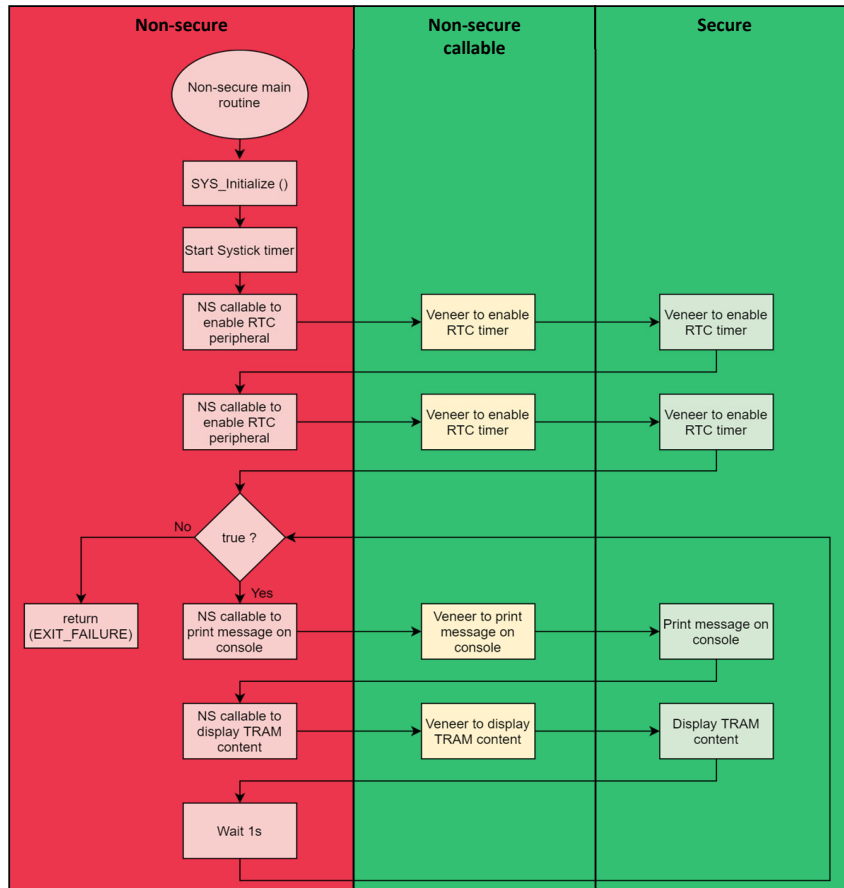 Non-secure
Non-secure
callable
Secure
Non-secure main
routine
SYS_Initialize ()
Start Systick timer
NS callable to
enable RTC
peripheral
Veneer to enable
RTC timer
Veneer to enable
RTC timer
NS callable to
enable RTC
peripheral
Veneer to enable
RTC timer
Veneer to enable
RTC timer
No
true ?
Yes
return
(EXIT_FAILURE)
NS callable to
print message on
console
Veneer to print
message on
console
Print message on
console
NS callable to
display TRAM
content
Veneer to display
TRAM content
Display TRAM
content
Wait 1s